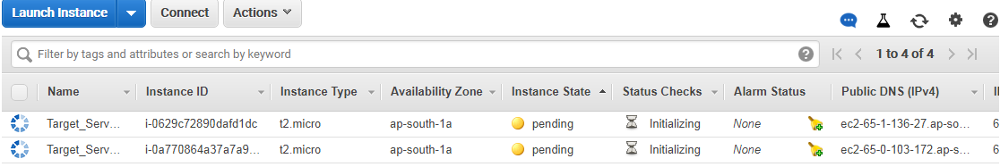 Launch Instance Connect Actions
Filter by tags and attributes or search by keyword 1 to 4 of 4
Name Instance ID Instance Type Availability Zone Instance State Status Checks Alarm Status Public DNS (IPv4)
Target_Serv... i-0629c72890dafd1dc t2.micro ap-south-1a pending Initializing None ec2-65-1-136-27.ap-so... 6
Target_Serv... i-0a770864a37a7a9... t2.micro ap-south-1a pending Initializing None ec2-65-0-103-172.ap-s... 6